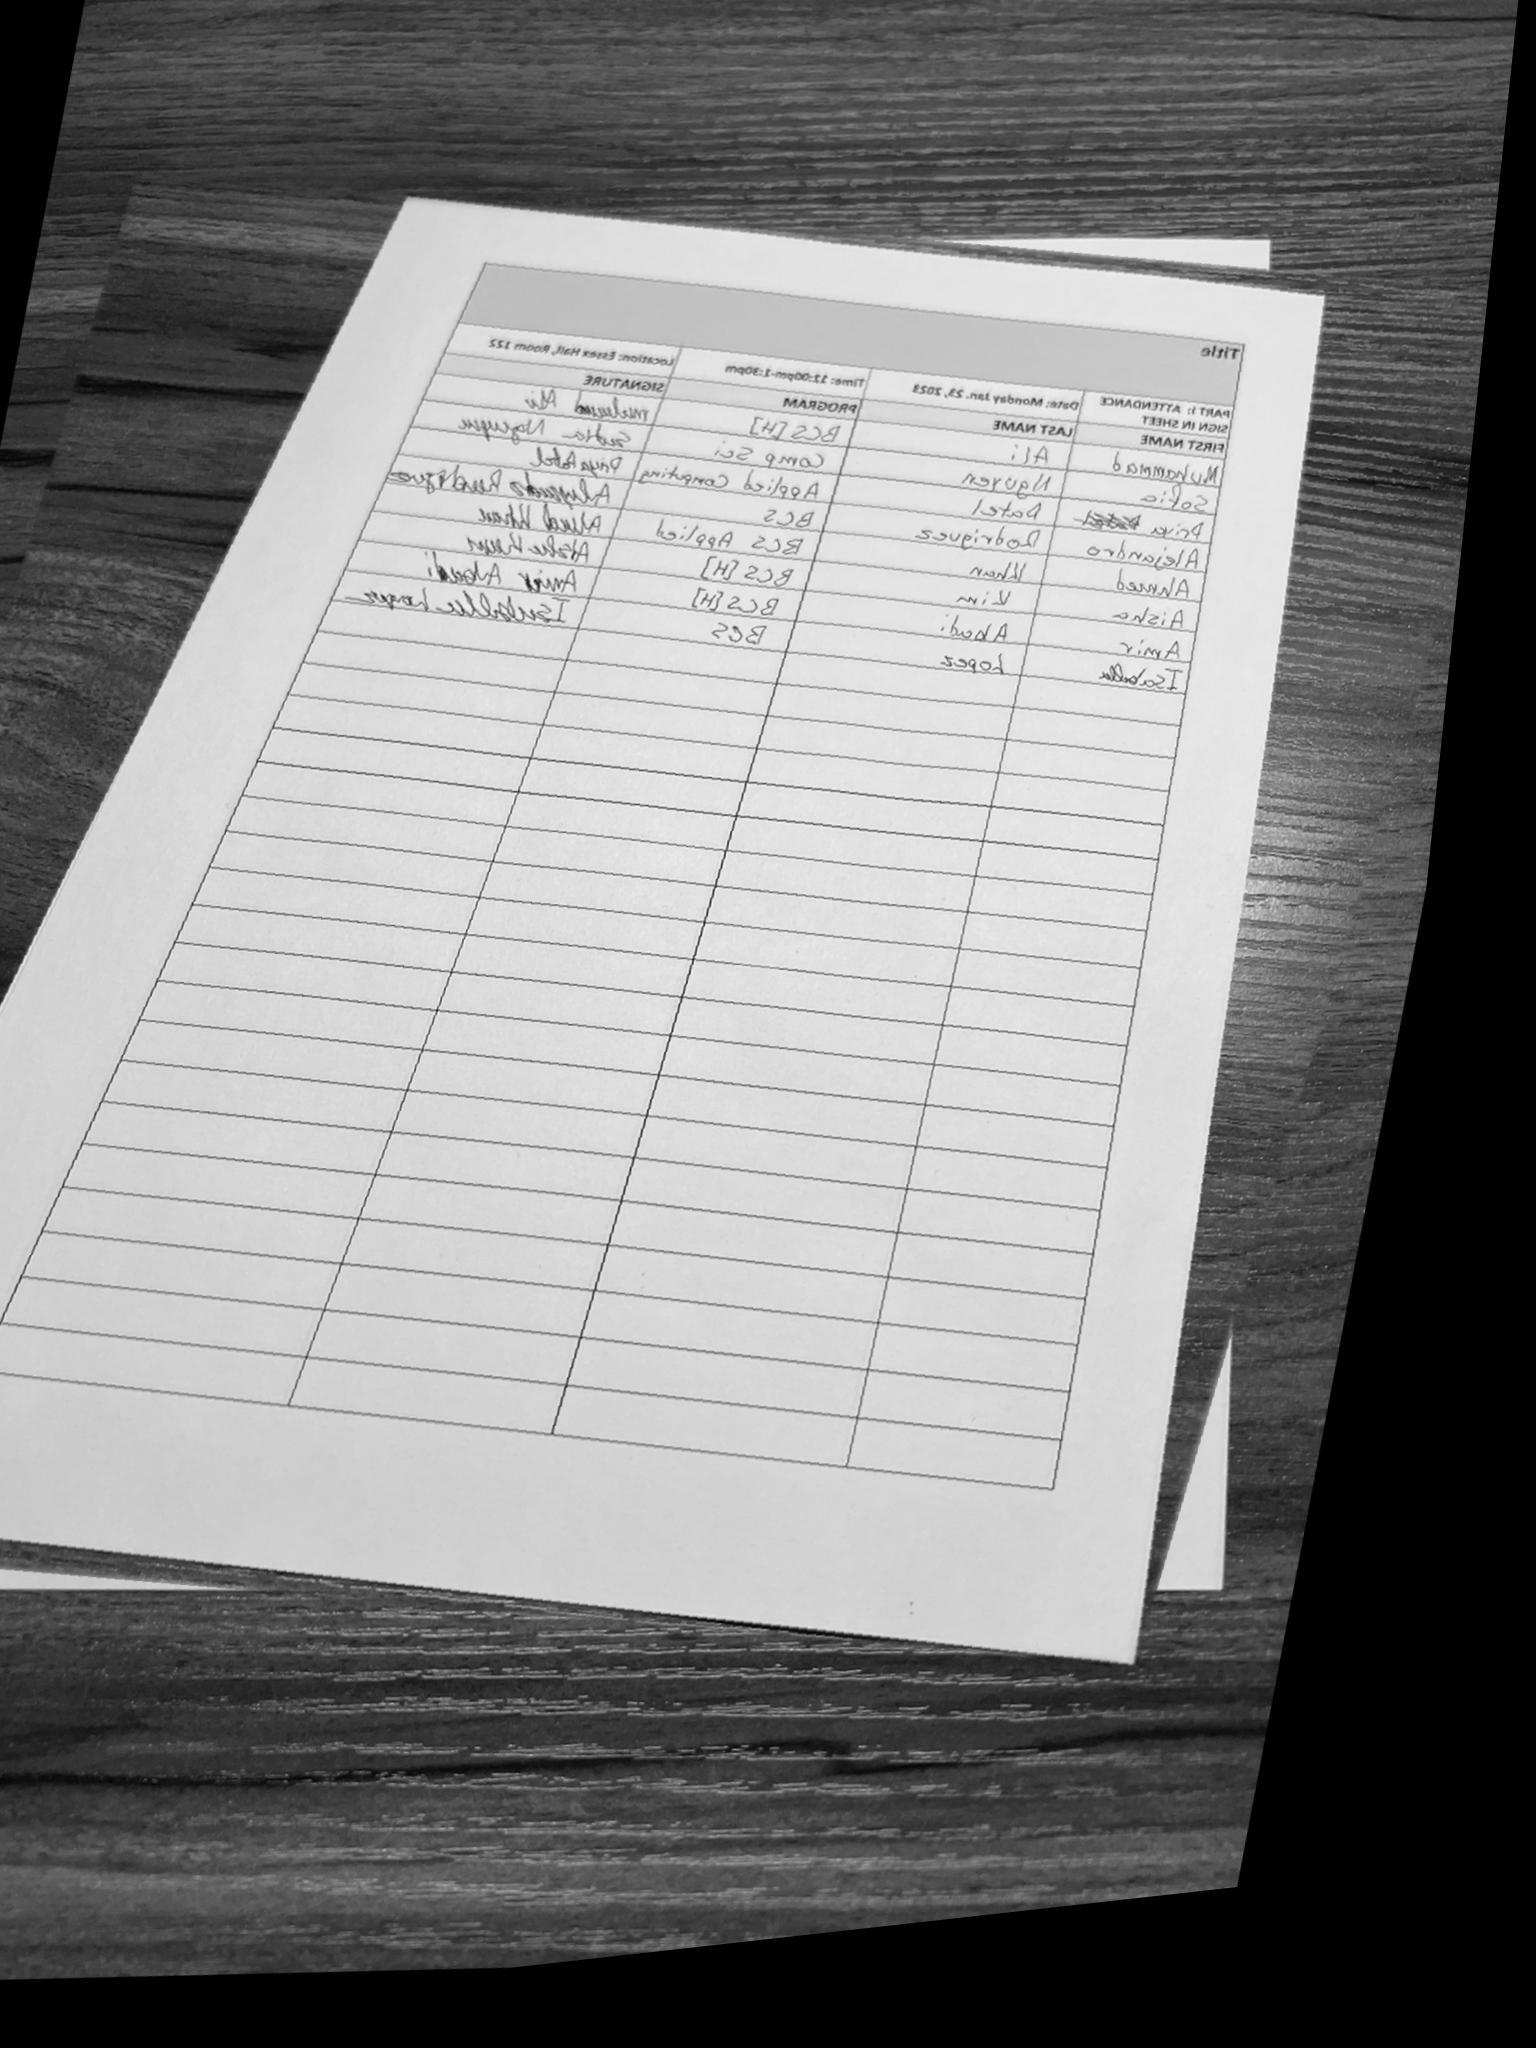 Title
PART I: ATTENDANCE SIGN IN SHEET Date: Monday Jan. 23, 2023 Time: 12:00pm-1:30pm Location: Essex Hall, Room 122
FIRST NAME LAST NAME PROGRAM SIGNATURE
Muhammad Ali BCS [H] Ali
Sofia Nguyen Comp Sci Sofia Nguyen
Priya Patel Applied Computing Priya Patel
Alejandro Rodriguez BCS Alejandro Rodriguez
Ahmed Khan BCS Applied Ahmed Khan
Aisha Kim BCS [H] Aisha Kim
Amir Abadi BCS [H] Amir Abadi
Isabella Lopez BCS Isabella Lopez